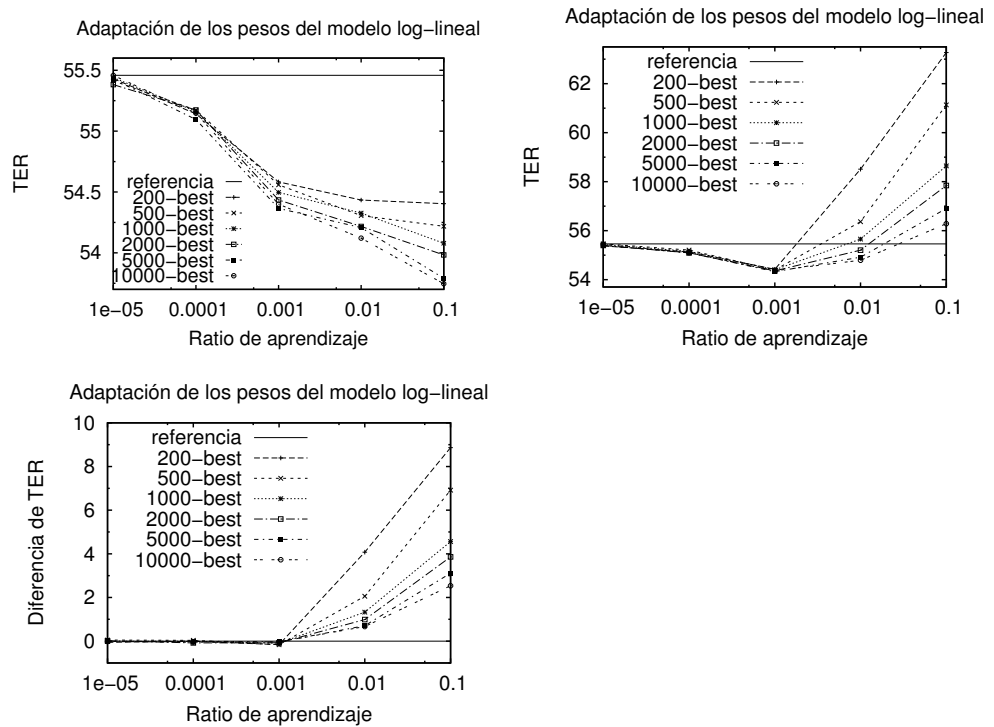 Adaptación de los pesos del modelo log−lineal
55.5
55
54.5
54
TER
referencia
200−best
500−best
1000−best
2000−best
5000−best
10000−best
1e−05 0.0001 0.001 0.01 0.1
Ratio de aprendizaje
Adaptación de los pesos del modelo log−lineal
62
60
58
56
54
TER
referencia
200−best
500−best
1000−best
2000−best
5000−best
10000−best
1e−05 0.0001 0.001 0.01 0.1
Ratio de aprendizaje
Adaptación de los pesos del modelo log−lineal
10
8
6
4
2
0
Diferencia de TER
referencia
200−best
500−best
1000−best
2000−best
5000−best
10000−best
1e−05 0.0001 0.001 0.01 0.1
Ratio de aprendizaje